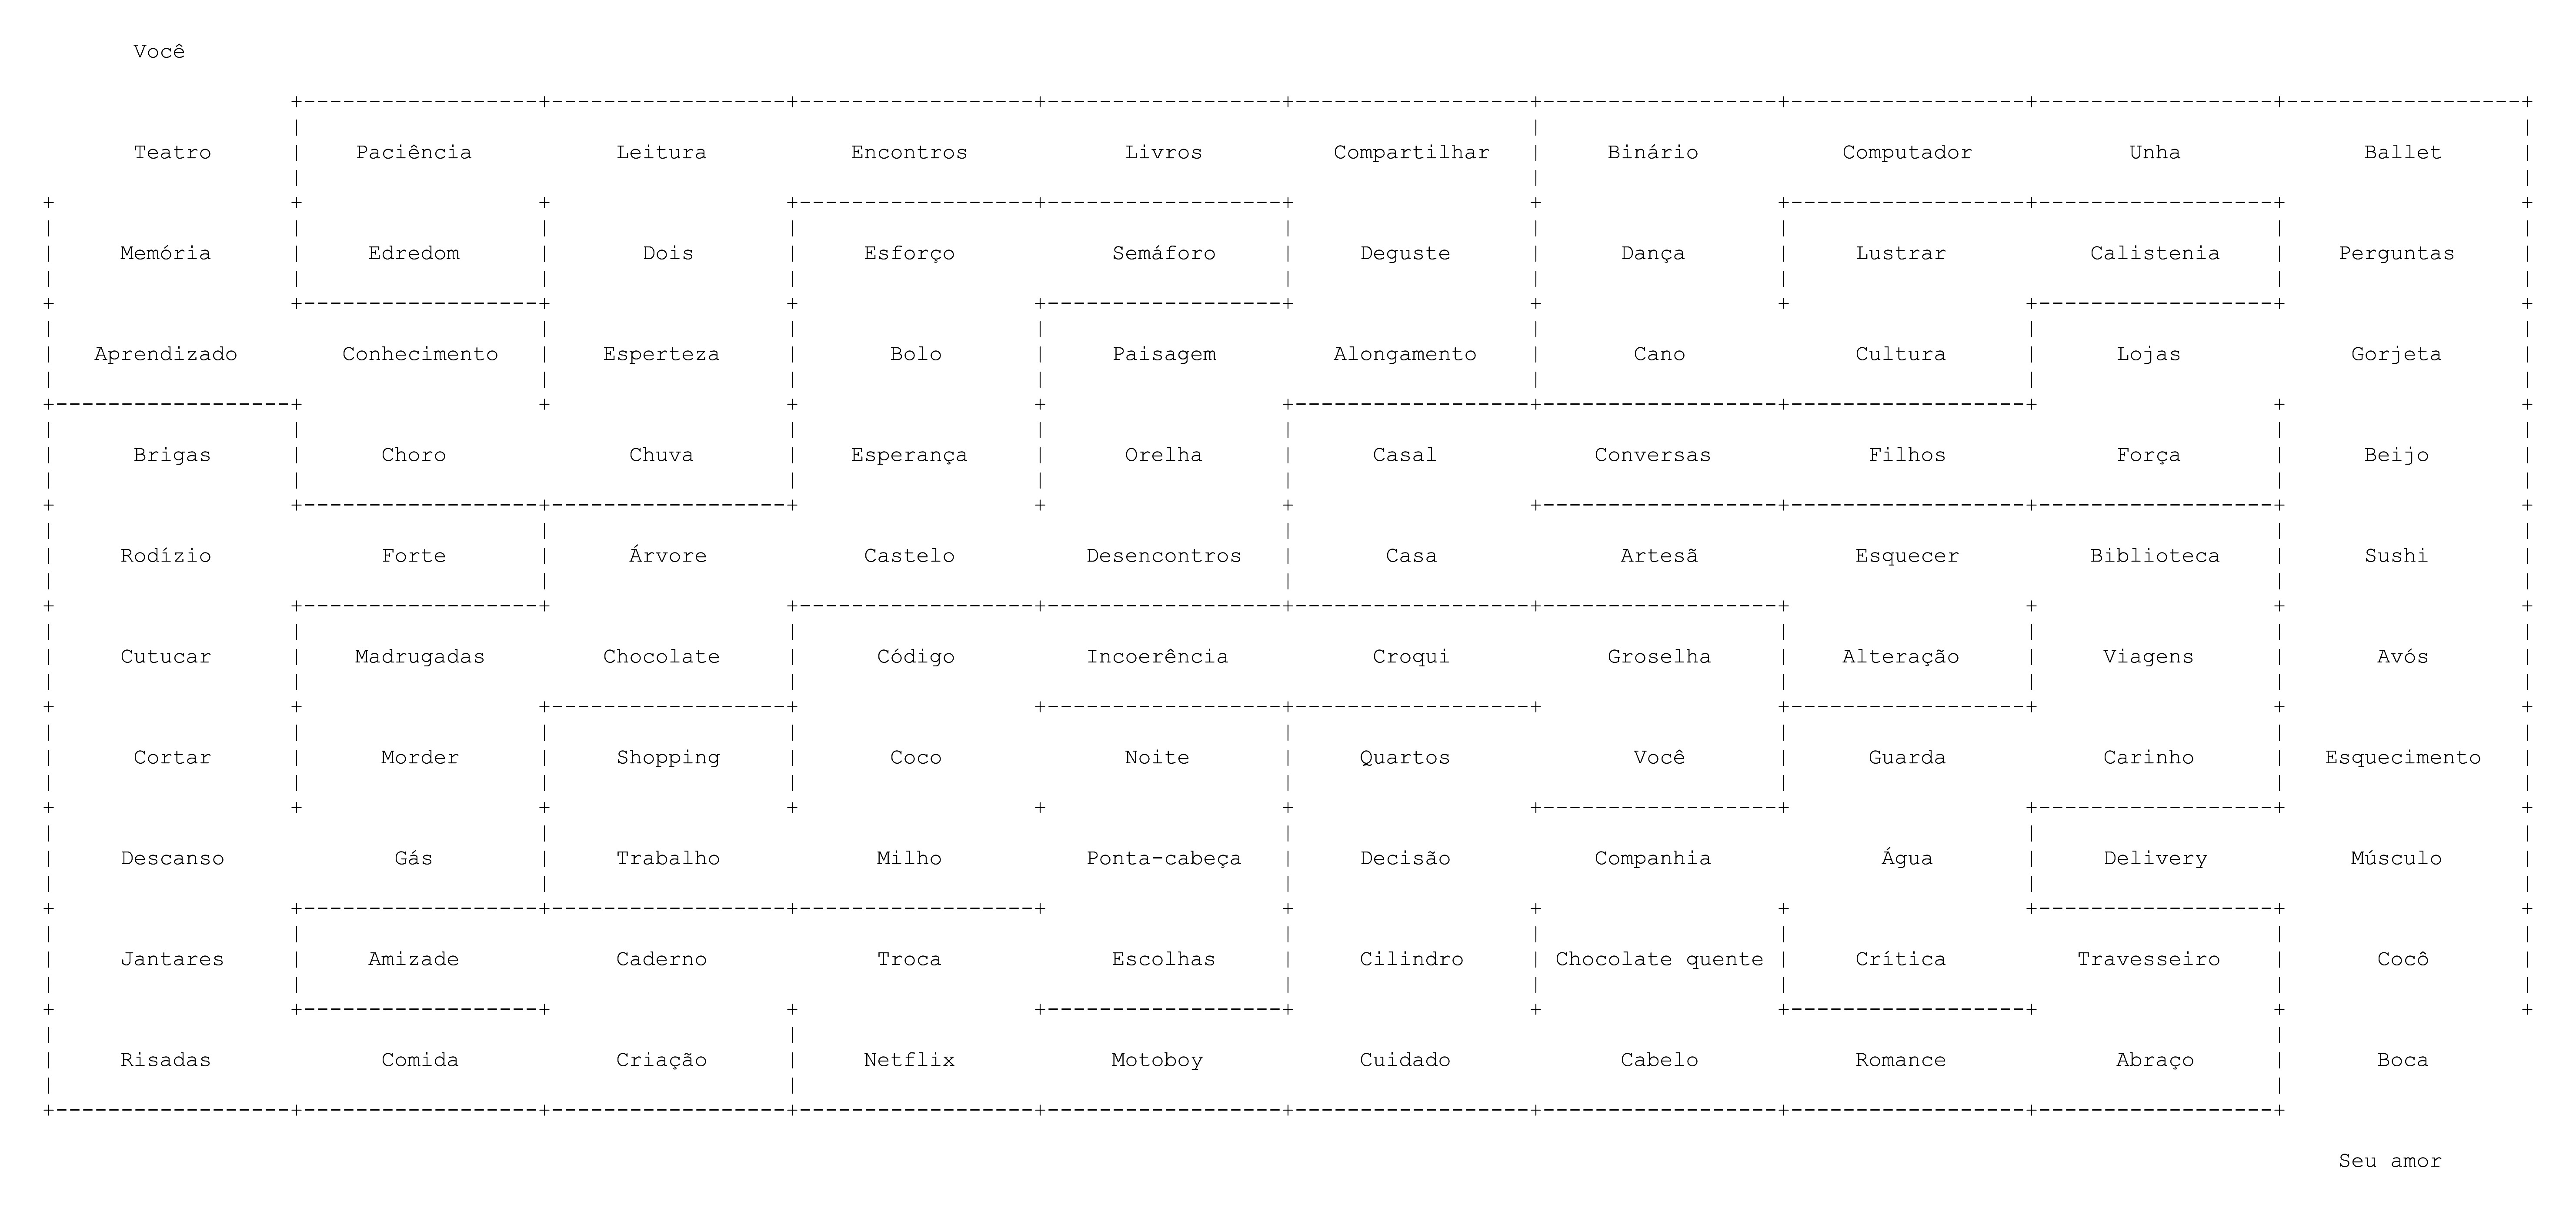 Você
Teatro Paciência Leitura Encontros Livros Compartilhar Binário Computador Unha Ballet
Memória Edredom Dois Esforço Semáforo Deguste Dança Lustrar Calistenia Perguntas
Aprendizado Conhecimento Esperteza Bolo Paisagem Alongamento Cano Cultura Lojas Gorjeta
Brigas Choro Chuva Esperança Orelha Casal Conversas Filhos Força Beijo
Rodízio Forte Árvore Castelo Desencontros Casa Artesã Esquecer Biblioteca Sushi
Cutucar Madrugadas Chocolate Código Incoerência Croqui Groselha Alteração Viagens Avós
Cortar Morder Shopping Coco Noite Quartos Você Guarda Carinho Esquecimento
Descanso Gás Trabalho Milho Ponta-cabeça Decisão Companhia Água Delivery Músculo
Jantares Amizade Caderno Troca Escolhas Cilindro Chocolate quente Crítica Travesseiro Cocô
Risadas Comida Criação Netflix Motoboy Cuidado Cabelo Romance Abraço Boca
Seu amor